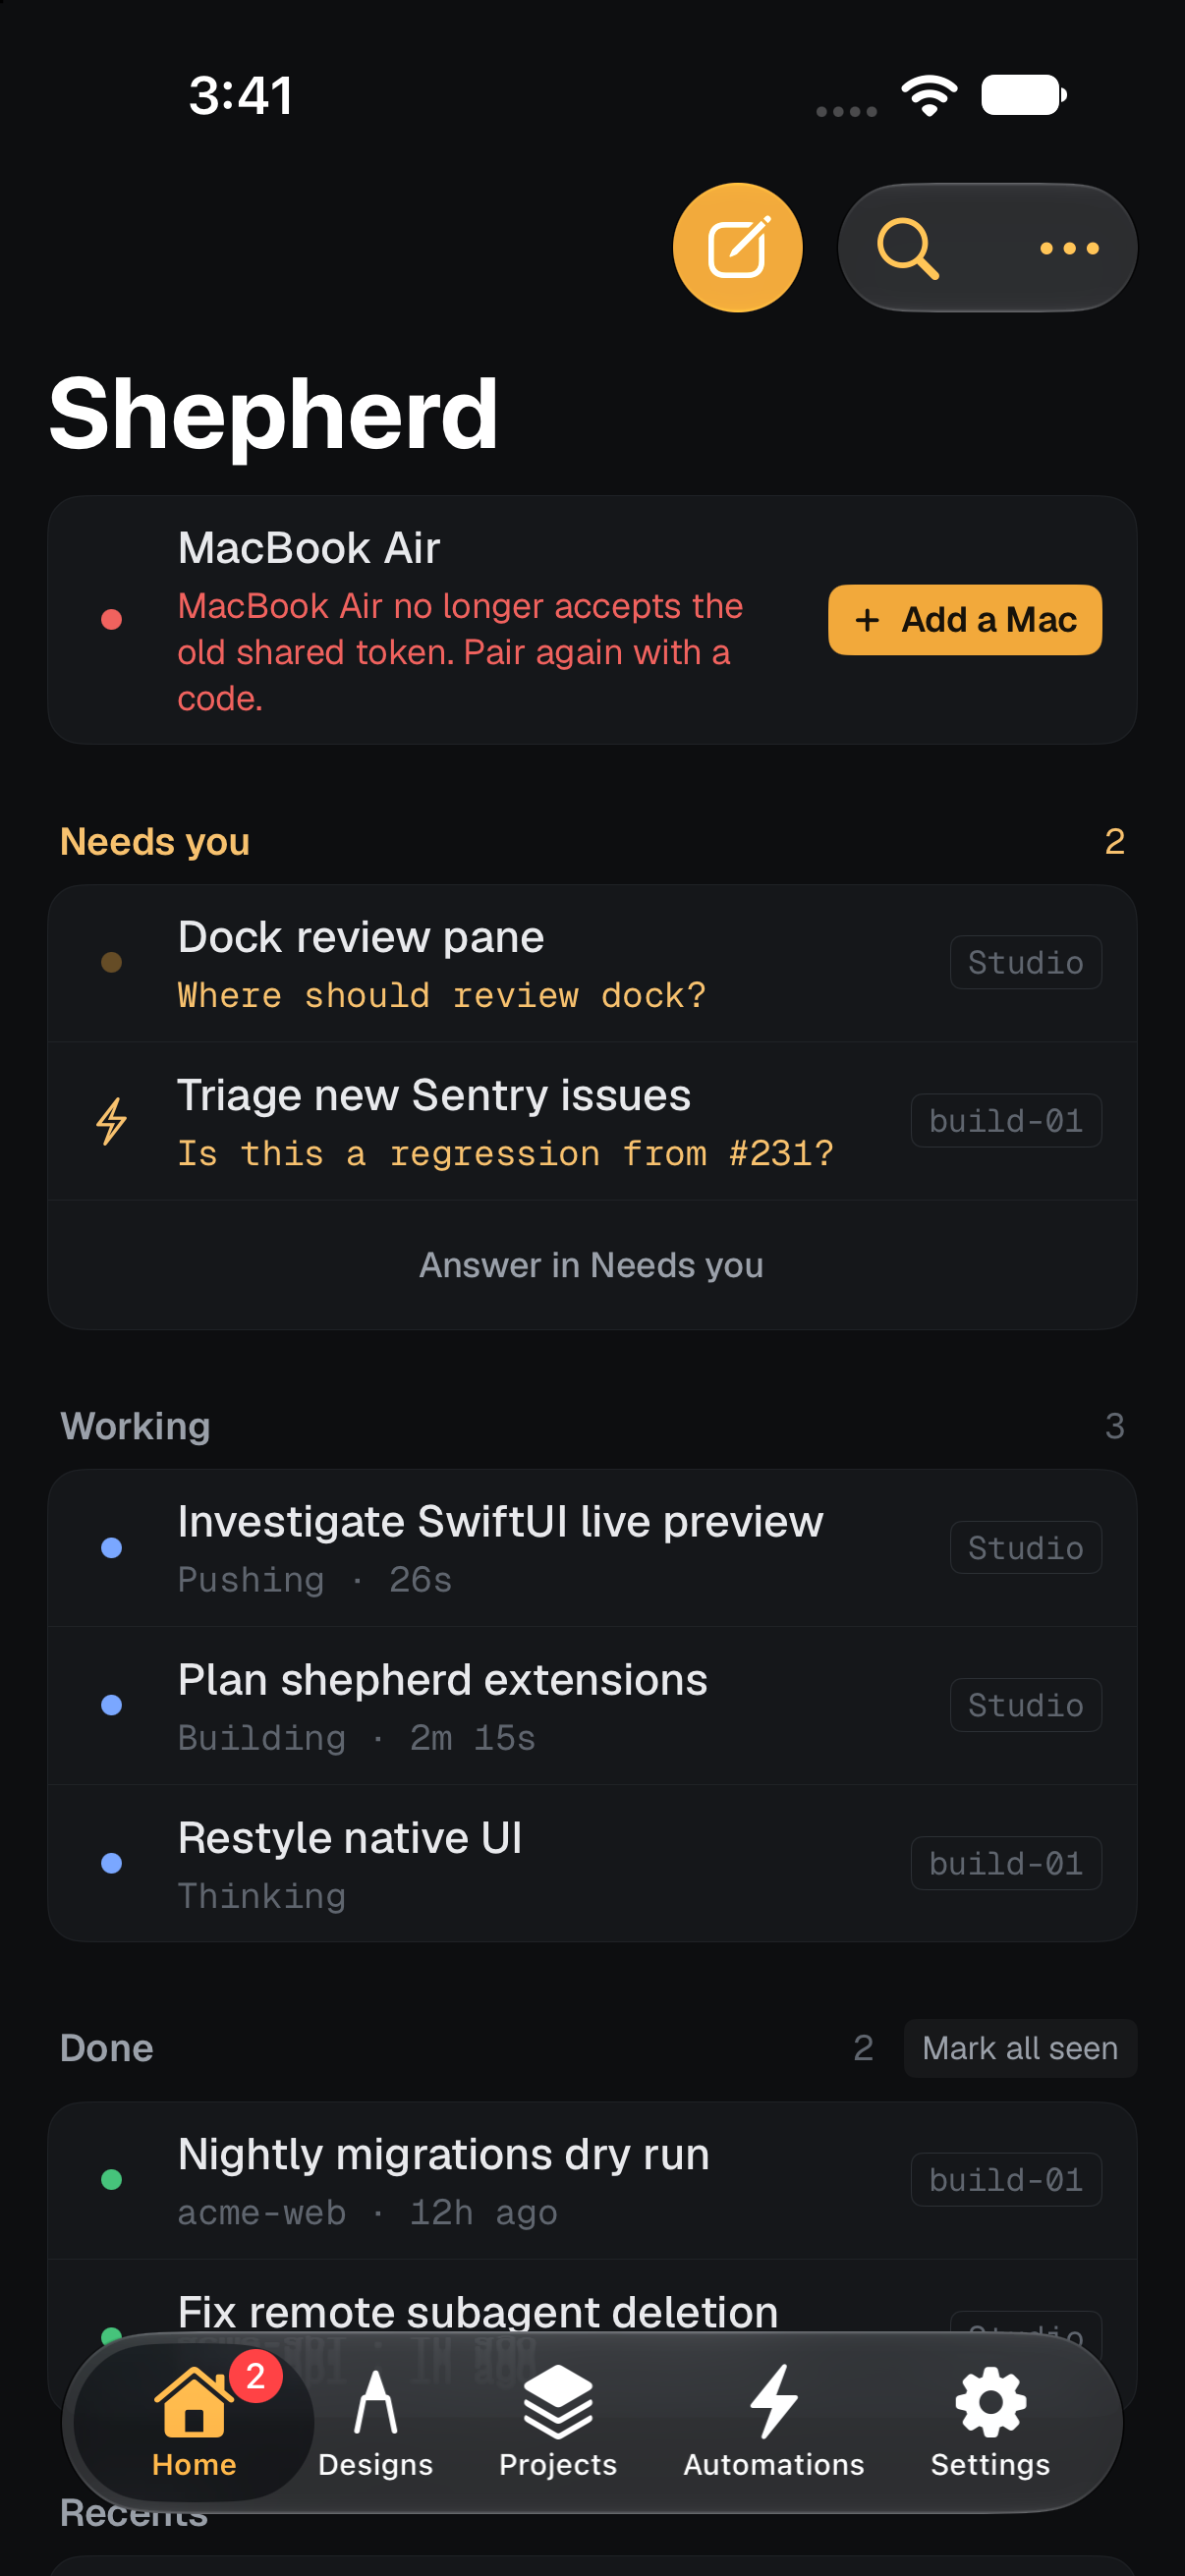 3:41
Shepherd
MacBook Air
MacBook Air no longer accepts the
old shared token. Pair again with a
code.
+ Add a Mac
Needs you 2
Dock review pane
Where should review dock?
Studio
Triage new Sentry issues
Is this a regression from #231?
build-01
Answer in Needs you
Working 3
Investigate SwiftUI live preview
Pushing · 26s
Studio
Plan shepherd extensions
Building · 2m 15s
Studio
Restyle native UI
Thinking
build-01
Done 2 Mark all seen
Nightly migrations dry run
acme-web · 12h ago
build-01
Fix remote subagent deletion
Studio
2
Home Designs Projects Automations Settings
Recents